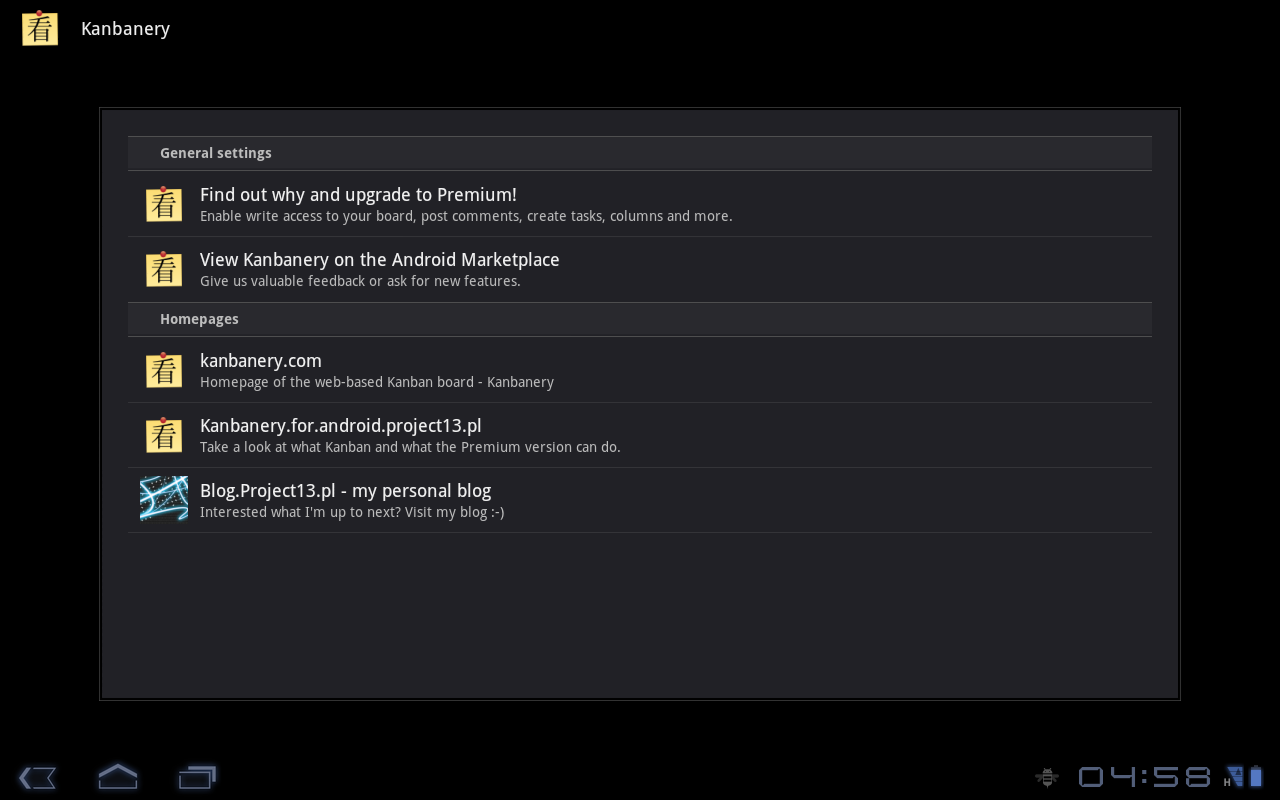 看 Kanbanery
General settings
看 Find out why and upgrade to Premium!
Enable write access to your board, post comments, create tasks, columns and more.
看 View Kanbanery on the Android Marketplace
Give us valuable feedback or ask for new features.
Homepages
看 kanbanery.com
Homepage of the web-based Kanban board - Kanbanery
看 Kanbanery.for.android.project13.pl
Take a look at what Kanban and what the Premium version can do.
Blog.Project13.pl - my personal blog
Interested what I'm up to next? Visit my blog :-)
04:58 H